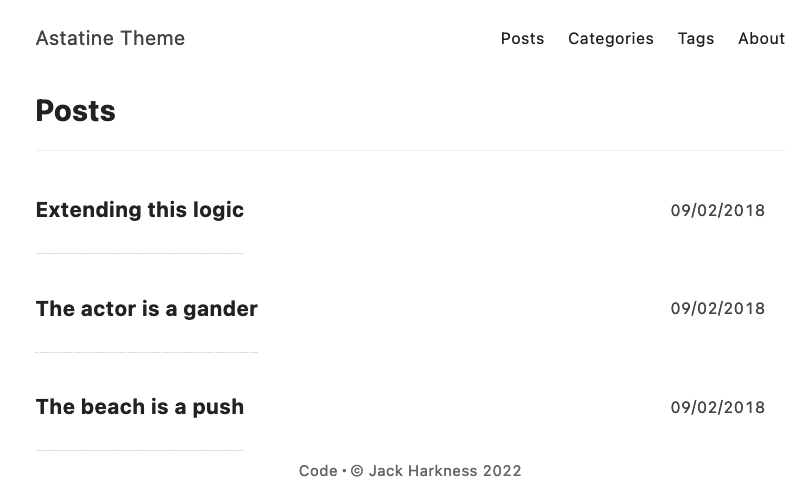 Astatine Theme Posts Categories Tags About
Posts
Extending this logic 09/02/2018
The actor is a gander 09/02/2018
The beach is a push 09/02/2018
Code • © Jack Harkness 2022